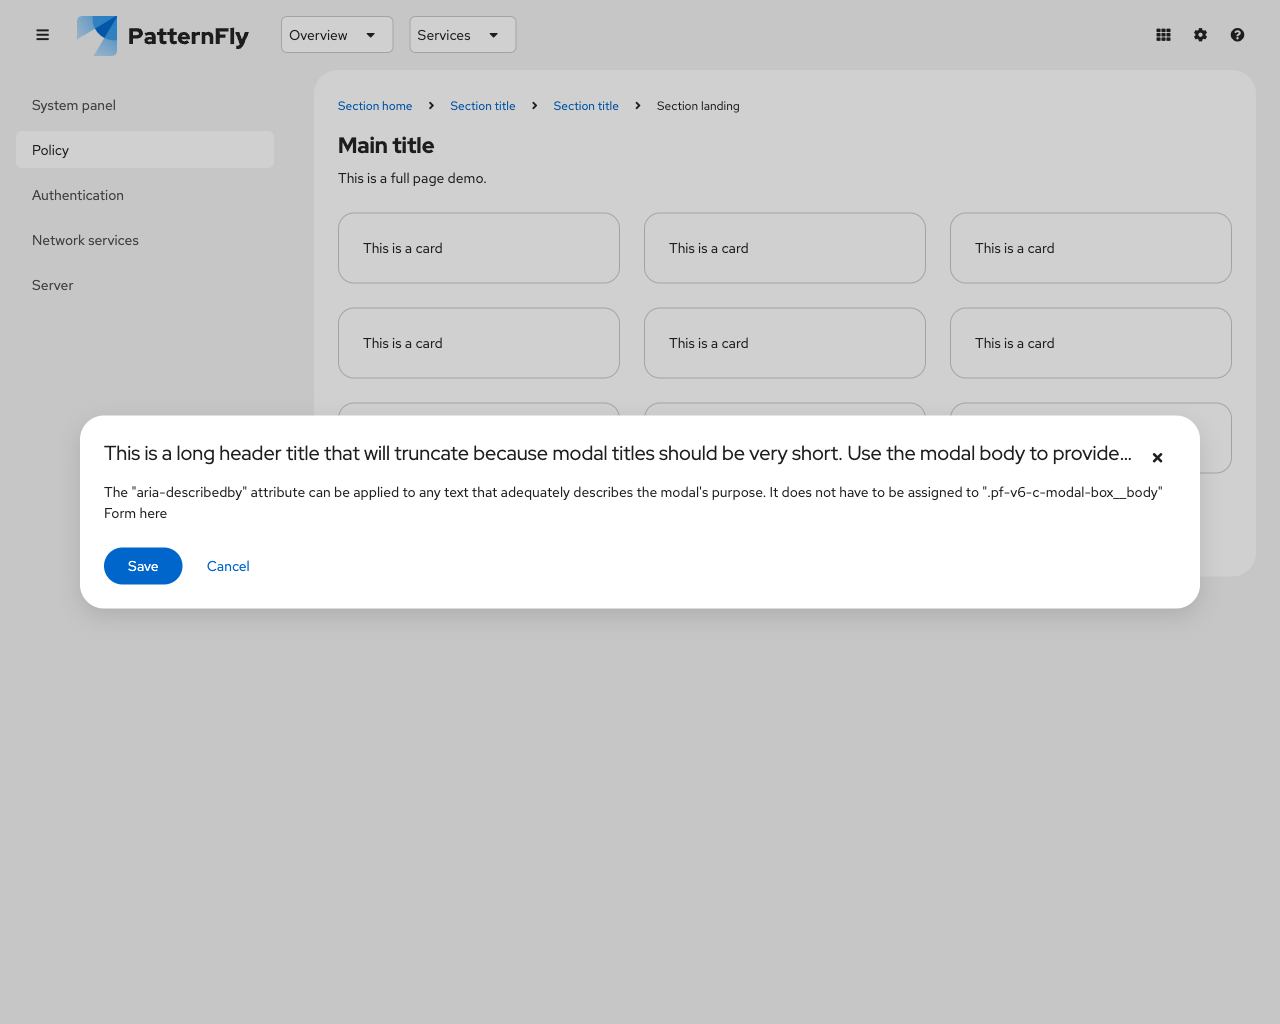 PatternFly
Overview
Services
System panel
Policy
Authentication
Network services
Server
Section home
Section title
Section title
Section landing
Main title
This is a full page demo.
This is a card
This is a card
This is a card
This is a card
This is a card
This is a card
This is a long header title that will truncate because modal titles should be very short. Use the modal body to provide...
The "aria-describedby" attribute can be applied to any text that adequately describes the modal's purpose. It does not have to be assigned to ".pf-v6-c-modal-box__body"
Form here
Save
Cancel